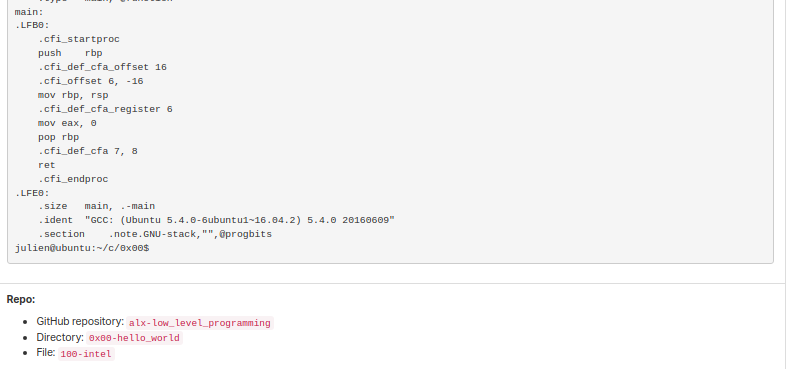 main:
.LFB0:
    .cfi_startproc
    push    rbp
    .cfi_def_cfa_offset 16
    .cfi_offset 6, -16
    mov rbp, rsp
    .cfi_def_cfa_register 6
    mov eax, 0
    pop rbp
    .cfi_def_cfa 7, 8
    ret
    .cfi_endproc
.LFE0:
    .size   main, .-main
    .ident  "GCC: (Ubuntu 5.4.0-6ubuntu1~16.04.2) 5.4.0 20160609"
    .section    .note.GNU-stack,"",@progbits
julien@ubuntu:~/c/0x00$
Repo:
• GitHub repository: alx-low_level_programming
• Directory: 0x00-hello_world
• File: 100-intel